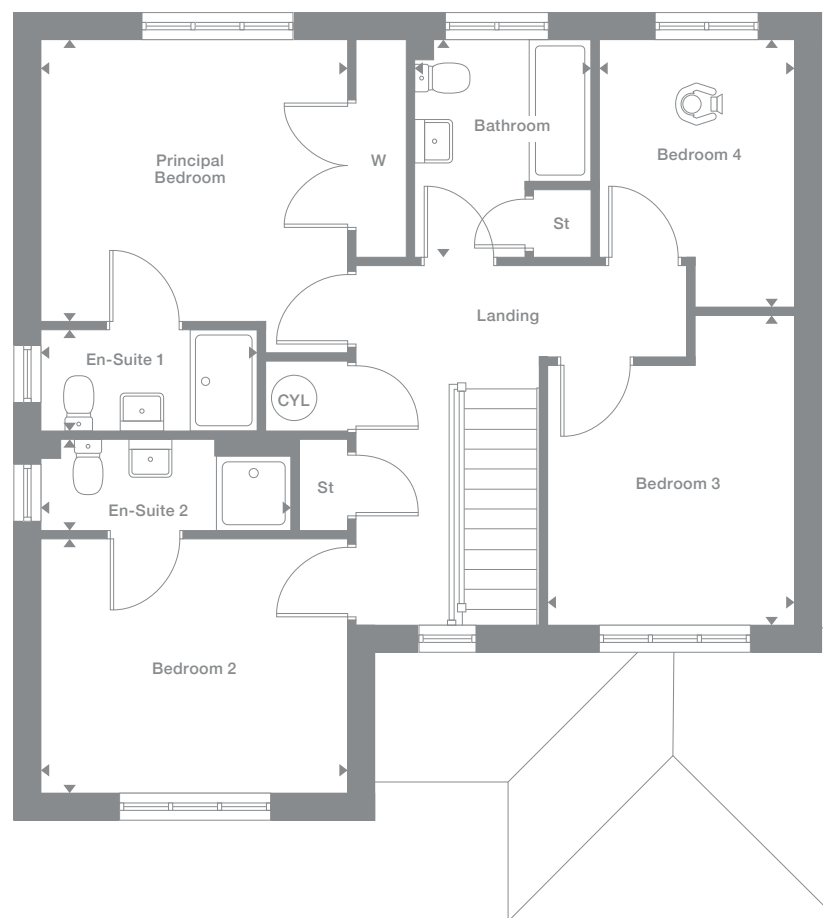 Principal
Bedroom
W
Bathroom
Bedroom 4
St
Landing
En-Suite 1
CYL
En-Suite 2
St
Bedroom 3
Bedroom 2